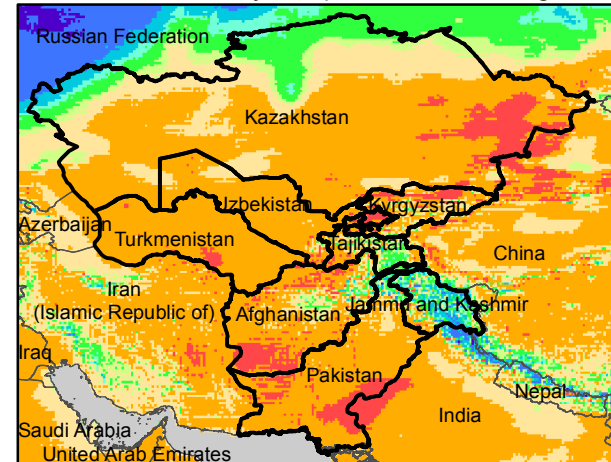 Russian Federation
Kazakhstan
Uzbekistan
Kyrgyzstan
Azerbaijan
Turkmenistan
Tajikistan
China
Iran
(Islamic Republic of)
Afghanistan
Jammu and Kashmir
Iraq
Pakistan
Nepal
India
Saudi Arabia
United Arab Emirates